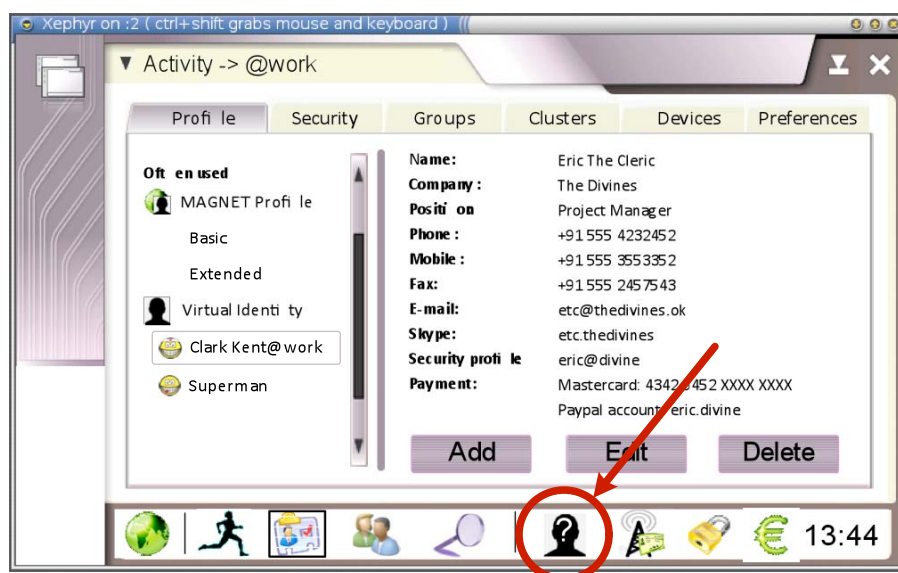 Xephyr on :2 ( ctrl+shift grabs mouse and keyboard )
Activity -> @work
Profi le Security Groups Clusters Devices Preferences
Oft en used
MAGNET Profi le
Basic
Extended
Virtual Identi ty
Clark Kent@work
Superman
Name: Eric The Cleric
Company : The Divines
Positi on Project Manager
Phone : +91 555 4232452
Mobile : +91 555 3553352
Fax: +91 555 2457543
E-mail: etc@thedivines.ok
Skype: etc.thedivines
Security profi le eric@divine
Payment: Mastercard: 4342 3452 XXXX XXXX
Paypal account: eric.divine
Add Edit Delete
?
€ 13:44